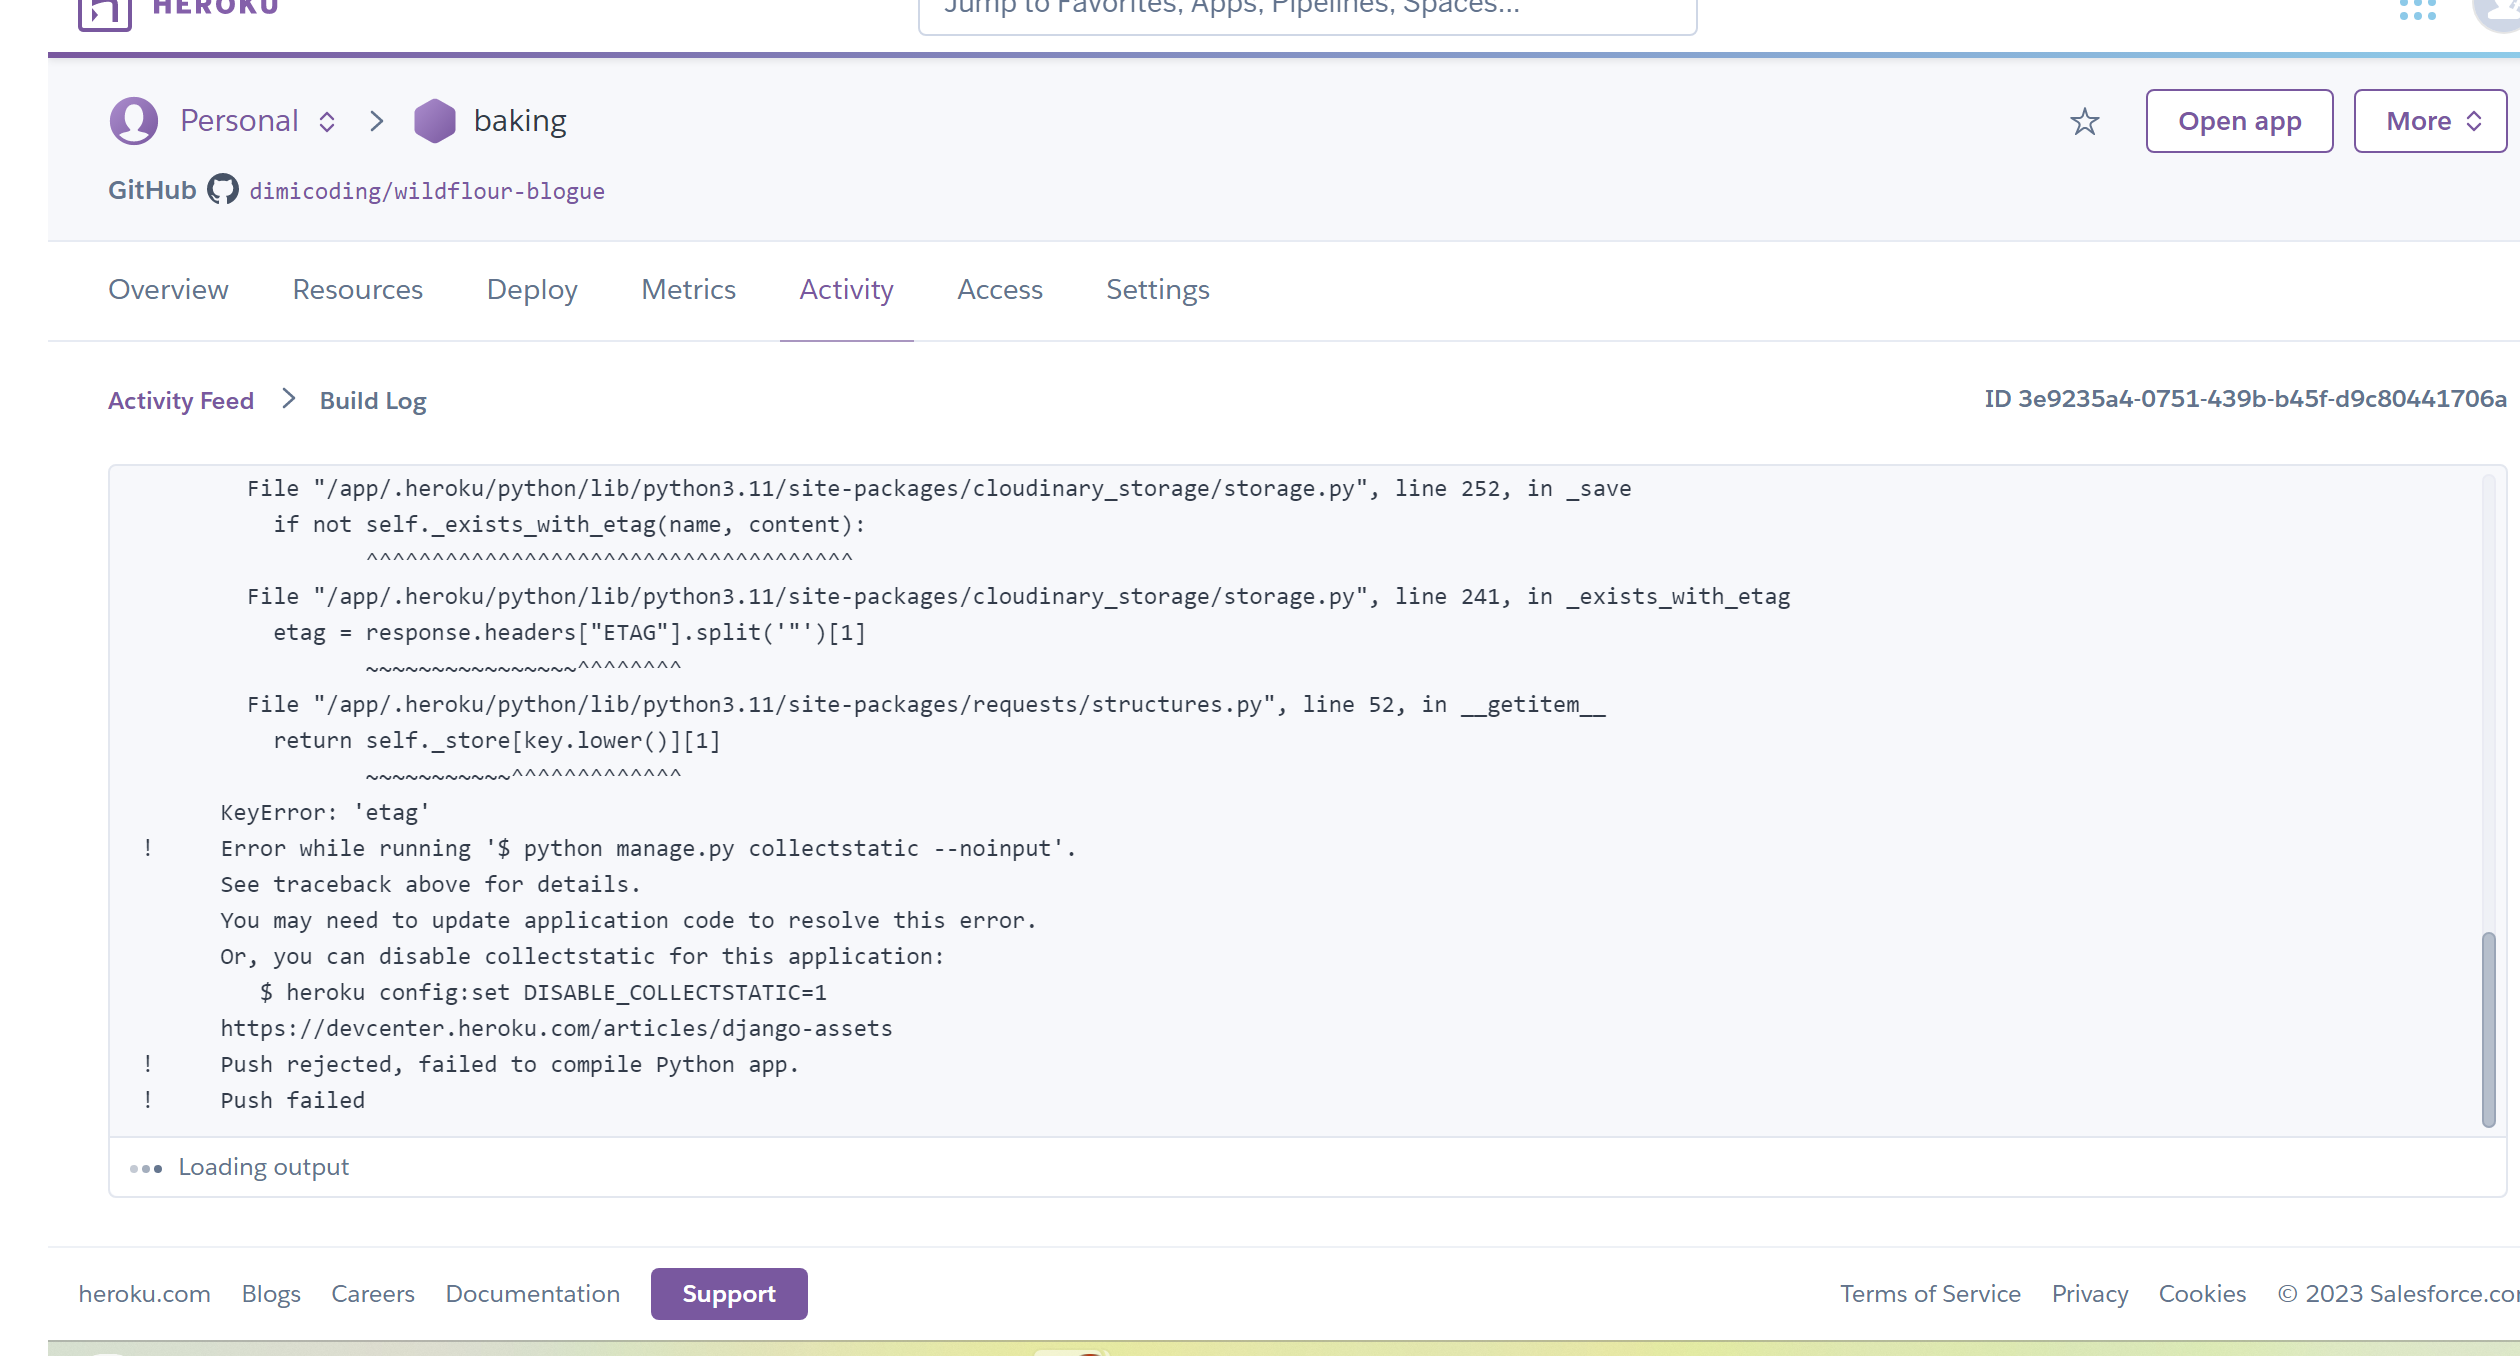 HEROKU
Jump to Favorites, Apps, Pipelines, Spaces...
Personal > baking
Open app
More
GitHub dimicoding/wildflour-blogue
Overview Resources Deploy Metrics Activity Access Settings
Activity Feed > Build Log
ID 3e9235a4-0751-439b-b45f-d9c80441706a
File "/app/.heroku/python/lib/python3.11/site-packages/cloudinary_storage/storage.py", line 252, in _save
if not self._exists_with_etag(name, content):
^^^^^^^^^^^^^^^^^^^^^^^^^^^^^^^^^^^^^
File "/app/.heroku/python/lib/python3.11/site-packages/cloudinary_storage/storage.py", line 241, in _exists_with_etag
etag = response.headers["ETAG"].split('"')[1]
~~~~~~~~~~~~~~~~^^^^^^^^
File "/app/.heroku/python/lib/python3.11/site-packages/requests/structures.py", line 52, in __getitem__
return self._store[key.lower()][1]
~~~~~~~~~~~^^^^^^^^^^^^^
KeyError: 'etag'
! Error while running '$ python manage.py collectstatic --noinput'.
See traceback above for details.
You may need to update application code to resolve this error.
Or, you can disable collectstatic for this application:
$ heroku config:set DISABLE_COLLECTSTATIC=1
https://devcenter.heroku.com/articles/django-assets
! Push rejected, failed to compile Python app.
! Push failed
Loading output
heroku.com Blogs Careers Documentation Support
Terms of Service Privacy Cookies © 2023 Salesforce.co